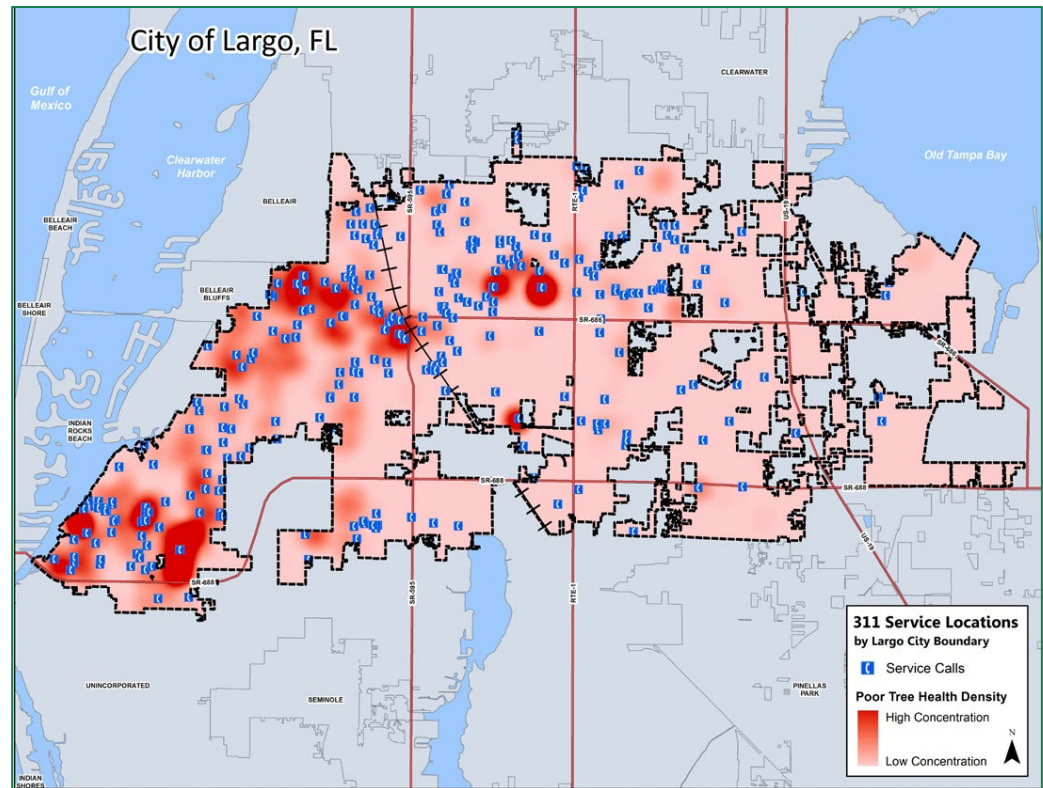 City of Largo, FL
CLEARWATER
Gulf of
Mexico
Old Tampa Bay
Clearwater
Harbor
BELLEAIR
SR-595
RTE-1
US-19
BELLEAIR
BEACH
BELLEAIR
BLUFFS
BELLEAIR
SHORE
SR-686
SR-686
INDIAN
ROCKS
BEACH
SR-688
SR-688
US-19
SR-688
SR-595
RTE-1
UNINCORPORATED
SEMINOLE
PINELLAS
PARK
INDIAN
SHORES
311 Service Locations
by Largo City Boundary
Service Calls
Poor Tree Health Density
High Concentration
Low Concentration
N